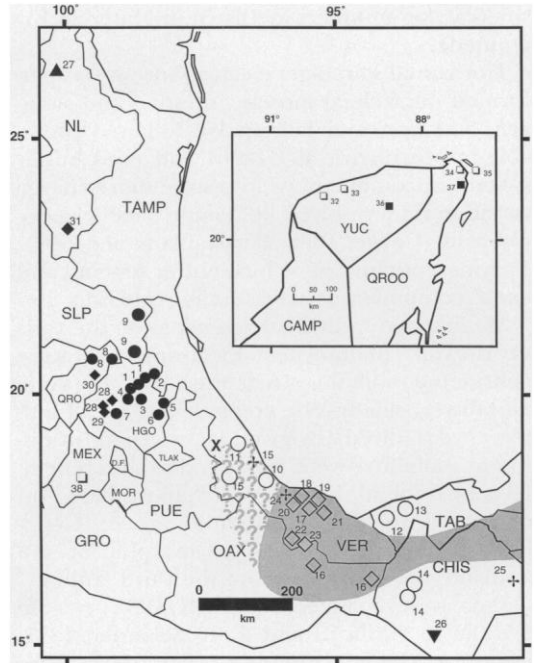 100
95
27
25
NL
TAMP
31
91
88
34
35
37
32
33
36
20°
YUC
QROO
0 50 100
km
CAMP
SLP
9
9
20
8
8
30
1
1
1
2
QRO
28
4
28
3
5
29
7
6
HGO
MEX
D.F.
TLAX
X
11
15
10
38
MOR
15
PUE
24
18
19
20
17
21
13
12
TAB
22
23
VER
GRO
OAX
16
16
CHIS
25
14
14
0 200
km
26
15